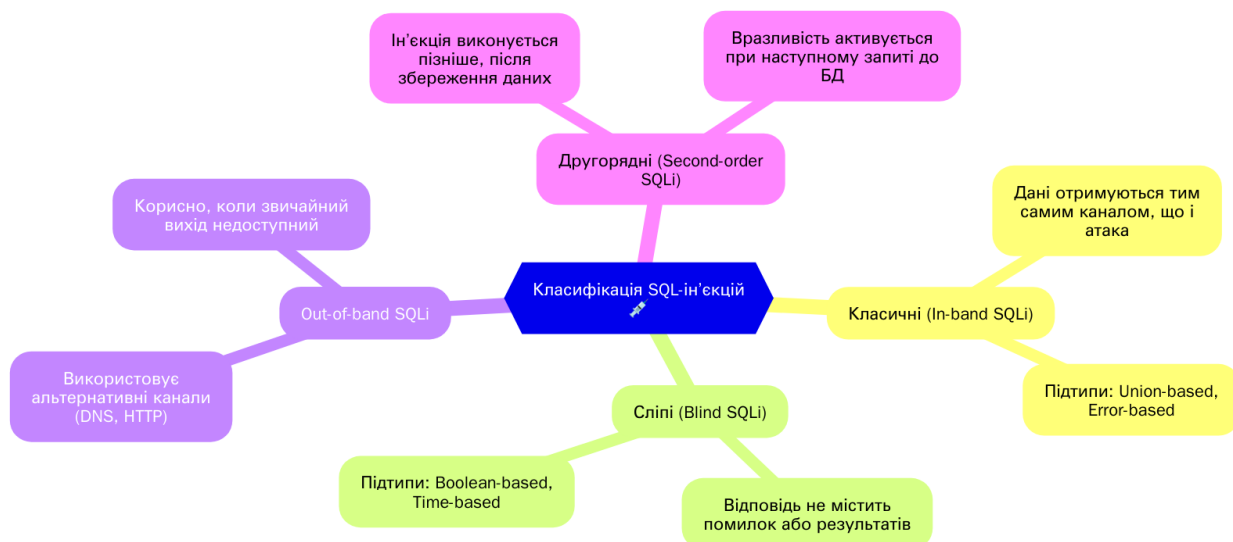 Ін’єкція виконується
пізніше, після
збереження даних
Вразливість активується
при наступному запиті до
БД
Другорядні (Second-order
SQLi)
Корисно, коли звичайний
вихід недоступний
Дані отримуються тим
самим каналом, що і
атака
Класифікація SQL-ін’єкцій
Out-of-band SQLi
Класичні (In-band SQLi)
Використовує
альтернативні канали
(DNS, HTTP)
Підтипи: Union-based,
Error-based
Сліпі (Blind SQLi)
Підтипи: Boolean-based,
Time-based
Відповідь не містить
помилок або результатів